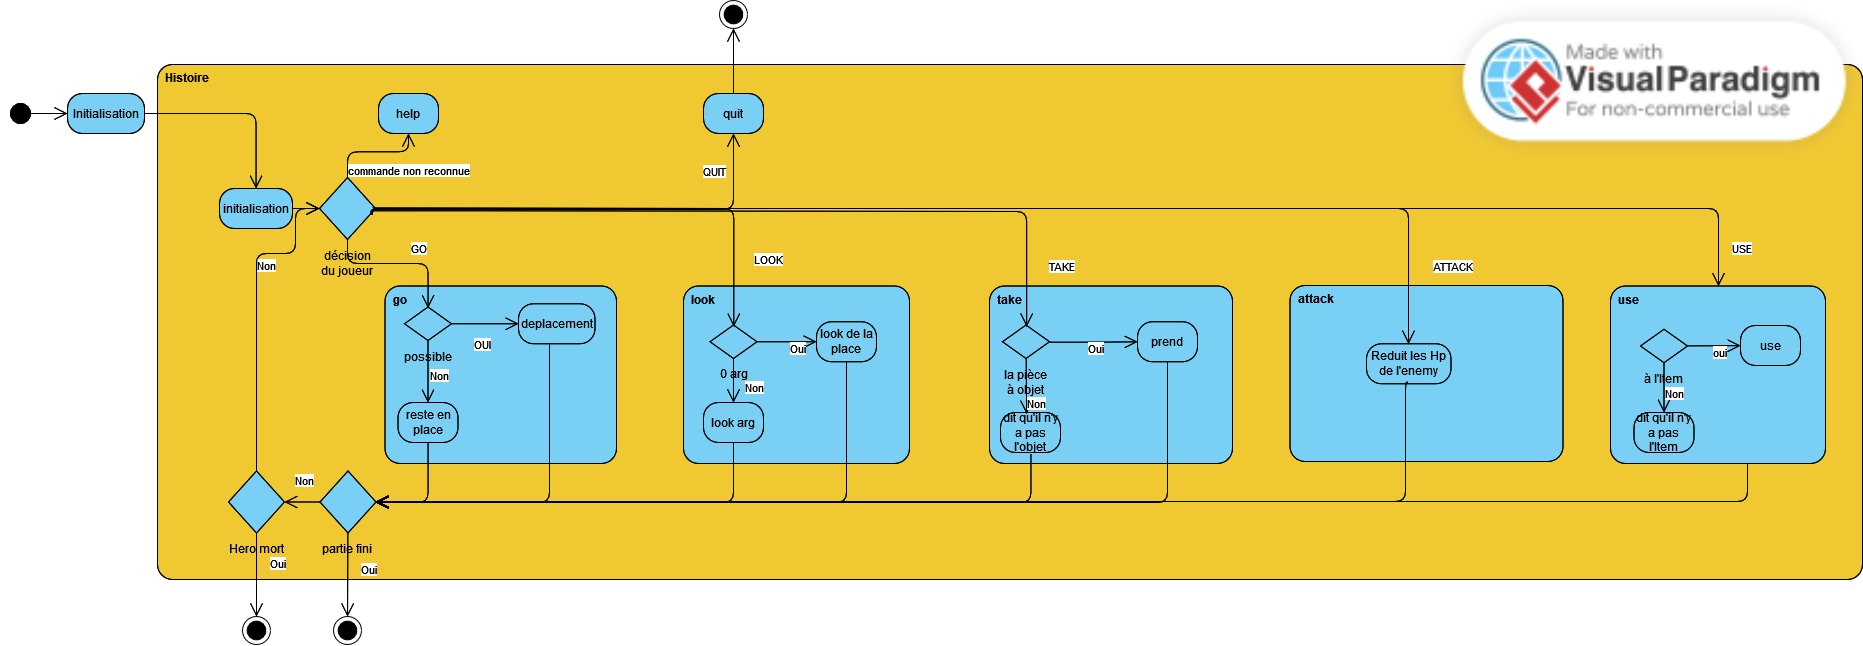 Made with
Visual Paradigm
For non-commercial use
Histoire
Initialisation
help
quit
commande non reconnue
QUIT
initialisation
décision
du joueur
GO
LOOK
TAKE
ATTACK
USE
Non
go
deplacement
OUI
possible
Non
reste en
place
look
look de la
place
Oui
0 arg
Non
look arg
take
prend
Oui
la pièce
à objet
Non
dit qu'il n'y
a pas
l'objet
attack
Reduit les Hp
de l'enemy
use
use
oui
à l'Item
Non
dit qu'il n'y
a pas
l'Item
Non
Hero mort
Oui
partie fini
Oui